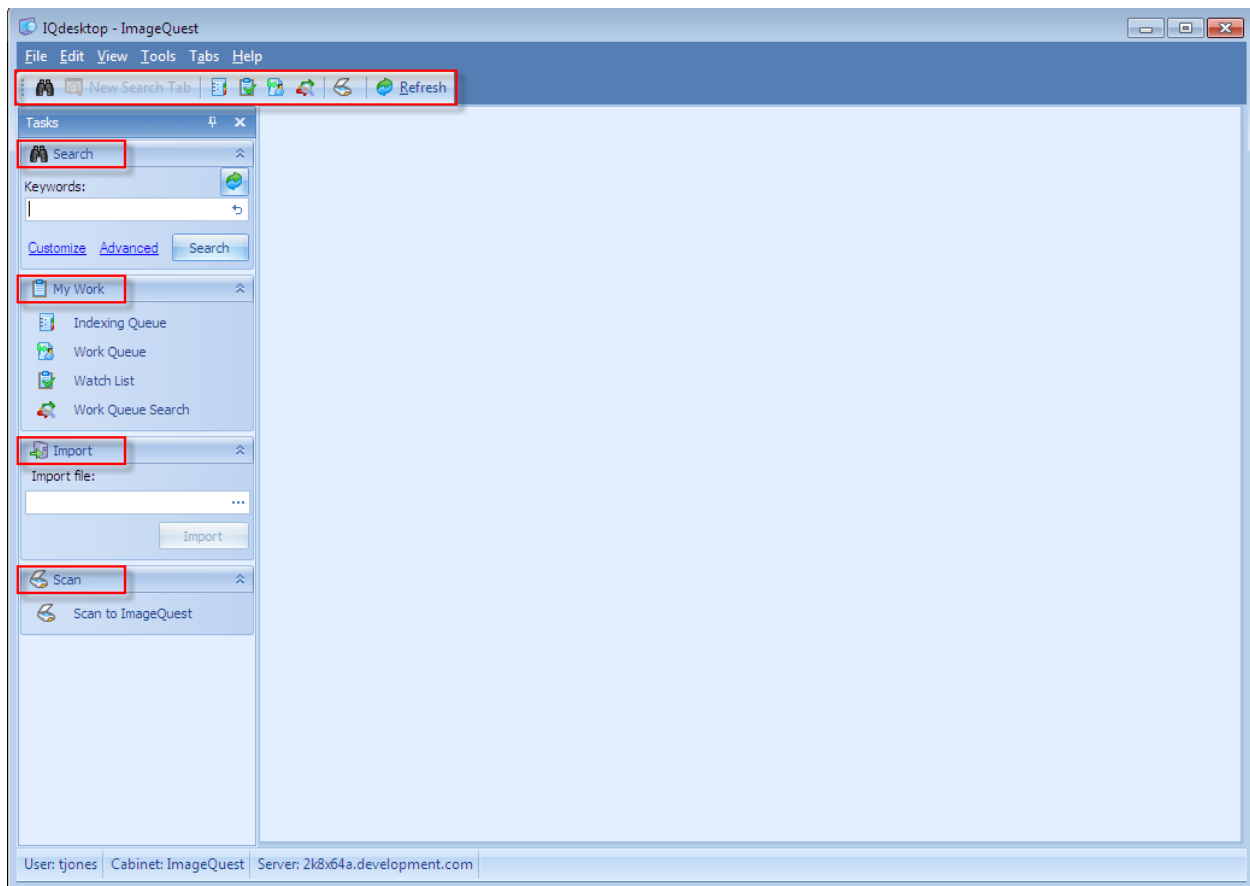 IQdesktop - ImageQuest
File Edit View Tools Tabs Help
New Search Tab Refresh
Tasks
Search
Keywords:
Customize Advanced Search
My Work
Indexing Queue
Work Queue
Watch List
Work Queue Search
Import
Import file:
...
Import
Scan
Scan to ImageQuest
User: tjones Cabinet: ImageQuest Server: 2k8x64a.development.com